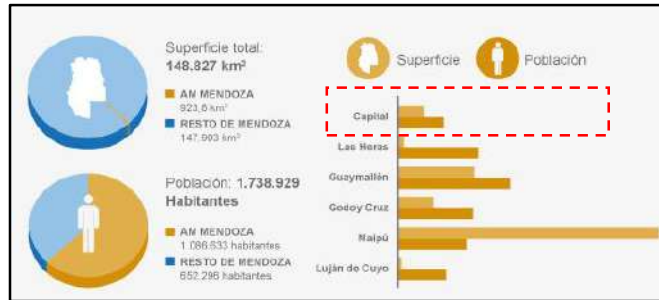 Superficie total:
148.827 km²
AM MENDOZA
923,6 km²
RESTO DE MENDOZA
147.903 km²
Población: 1.738.929
Habitantes
AM MENDOZA
1.086.633 habitantes
RESTO DE MENDOZA
652.296 habitantes
Superficie
Población
Capital
Las Heras
Guaymallén
Godoy Cruz
Maipú
Luján de Cuyo